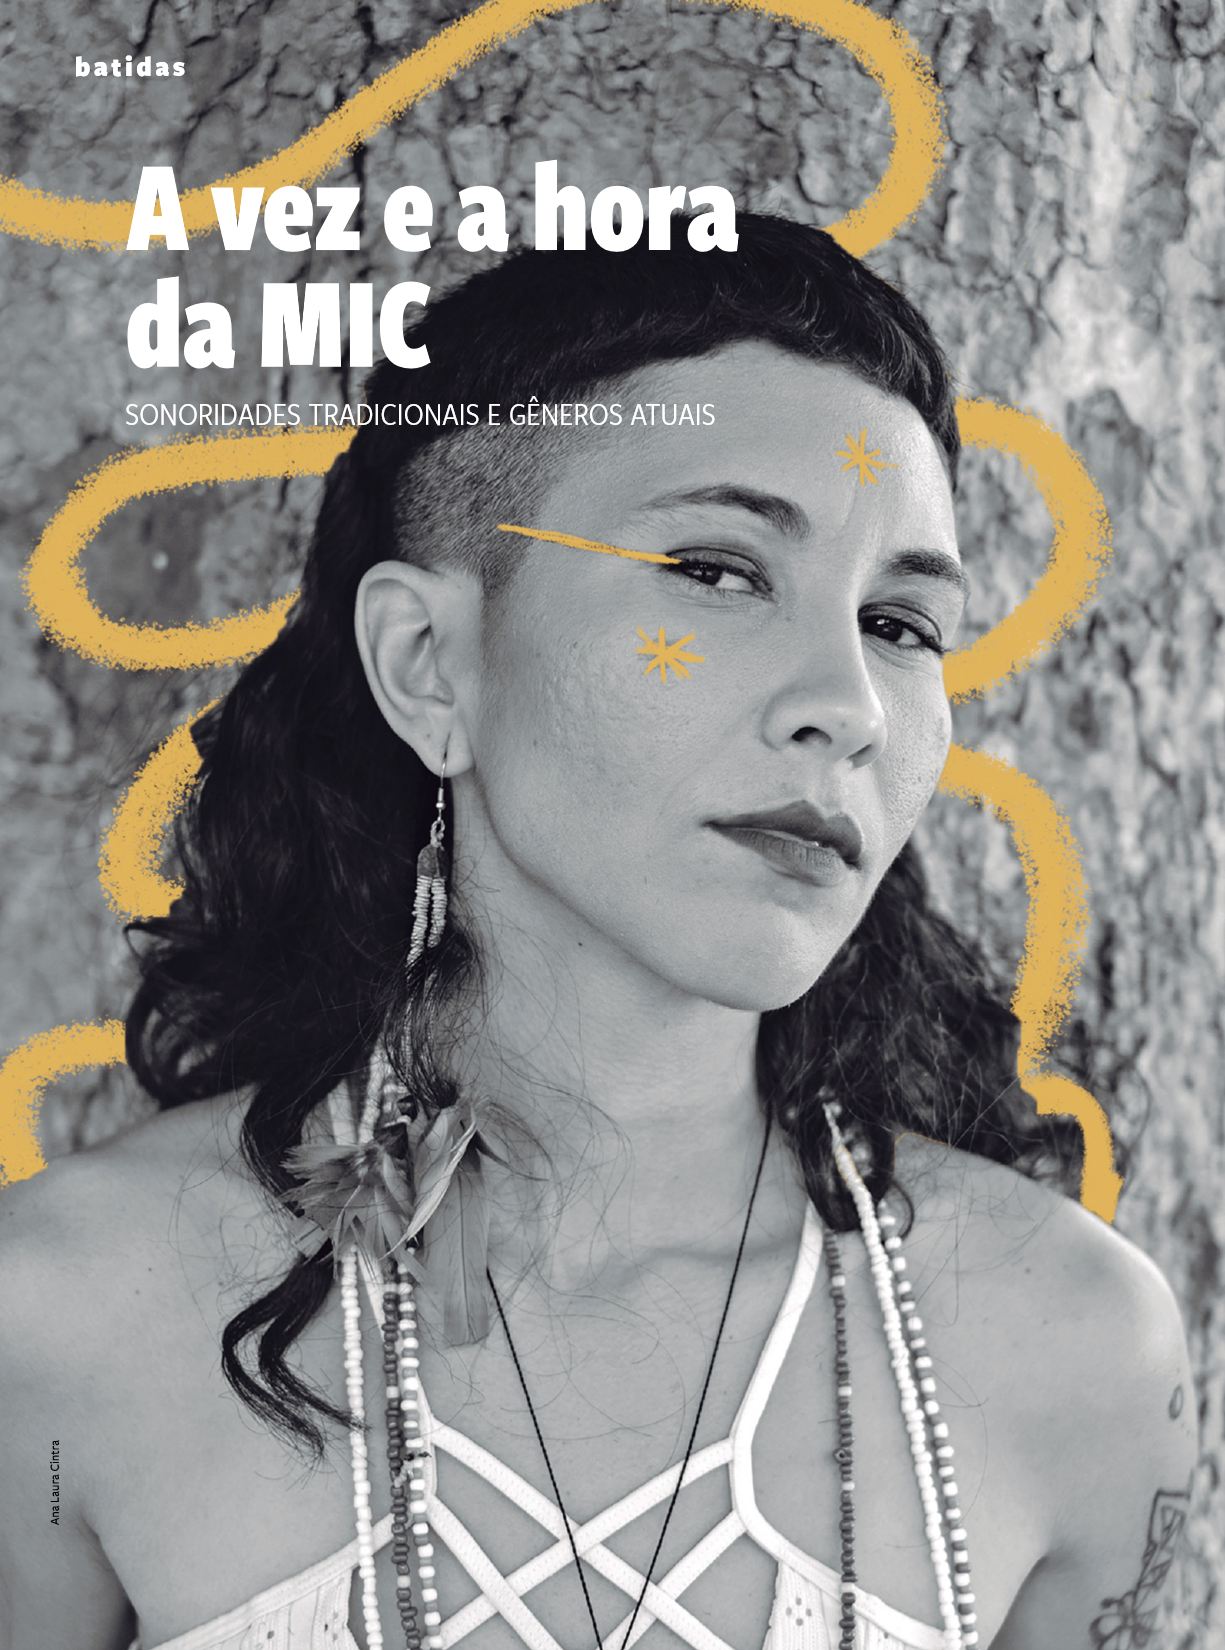 batidas
A vez e a hora
da MIC
SONORIDADES TRADICIONAIS E GÊNEROS ATUAIS
Ana Laura Cintra